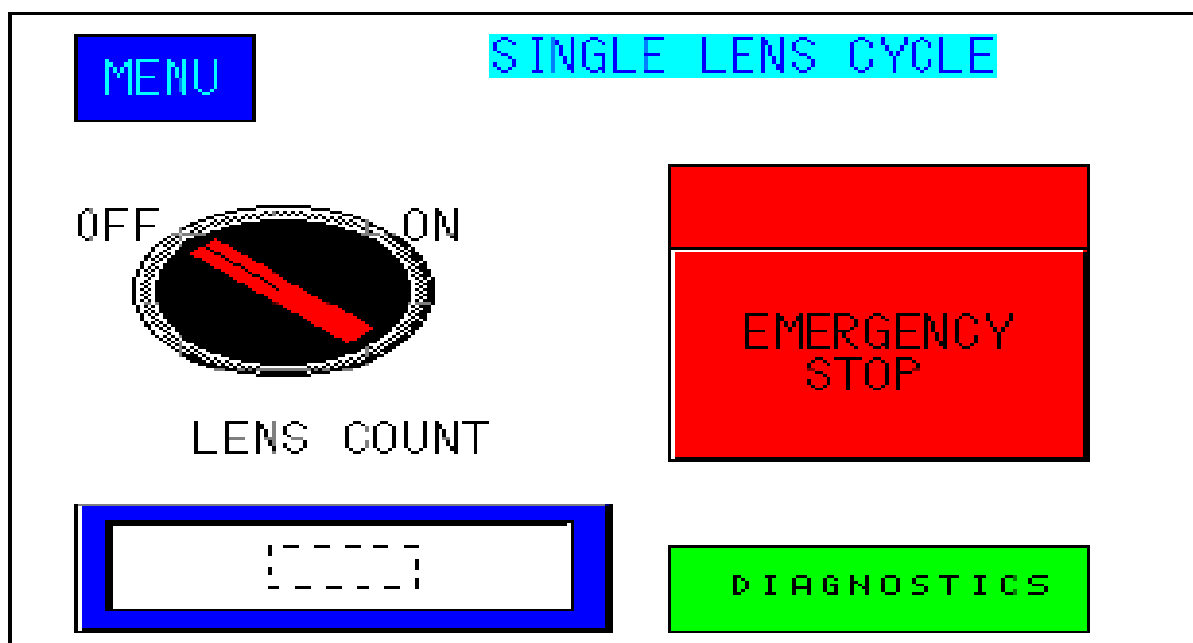 MENU
SINGLE LENS CYCLE
OFF
ON
EMERGENCY
STOP
LENS COUNT
DIAGNOSTICS